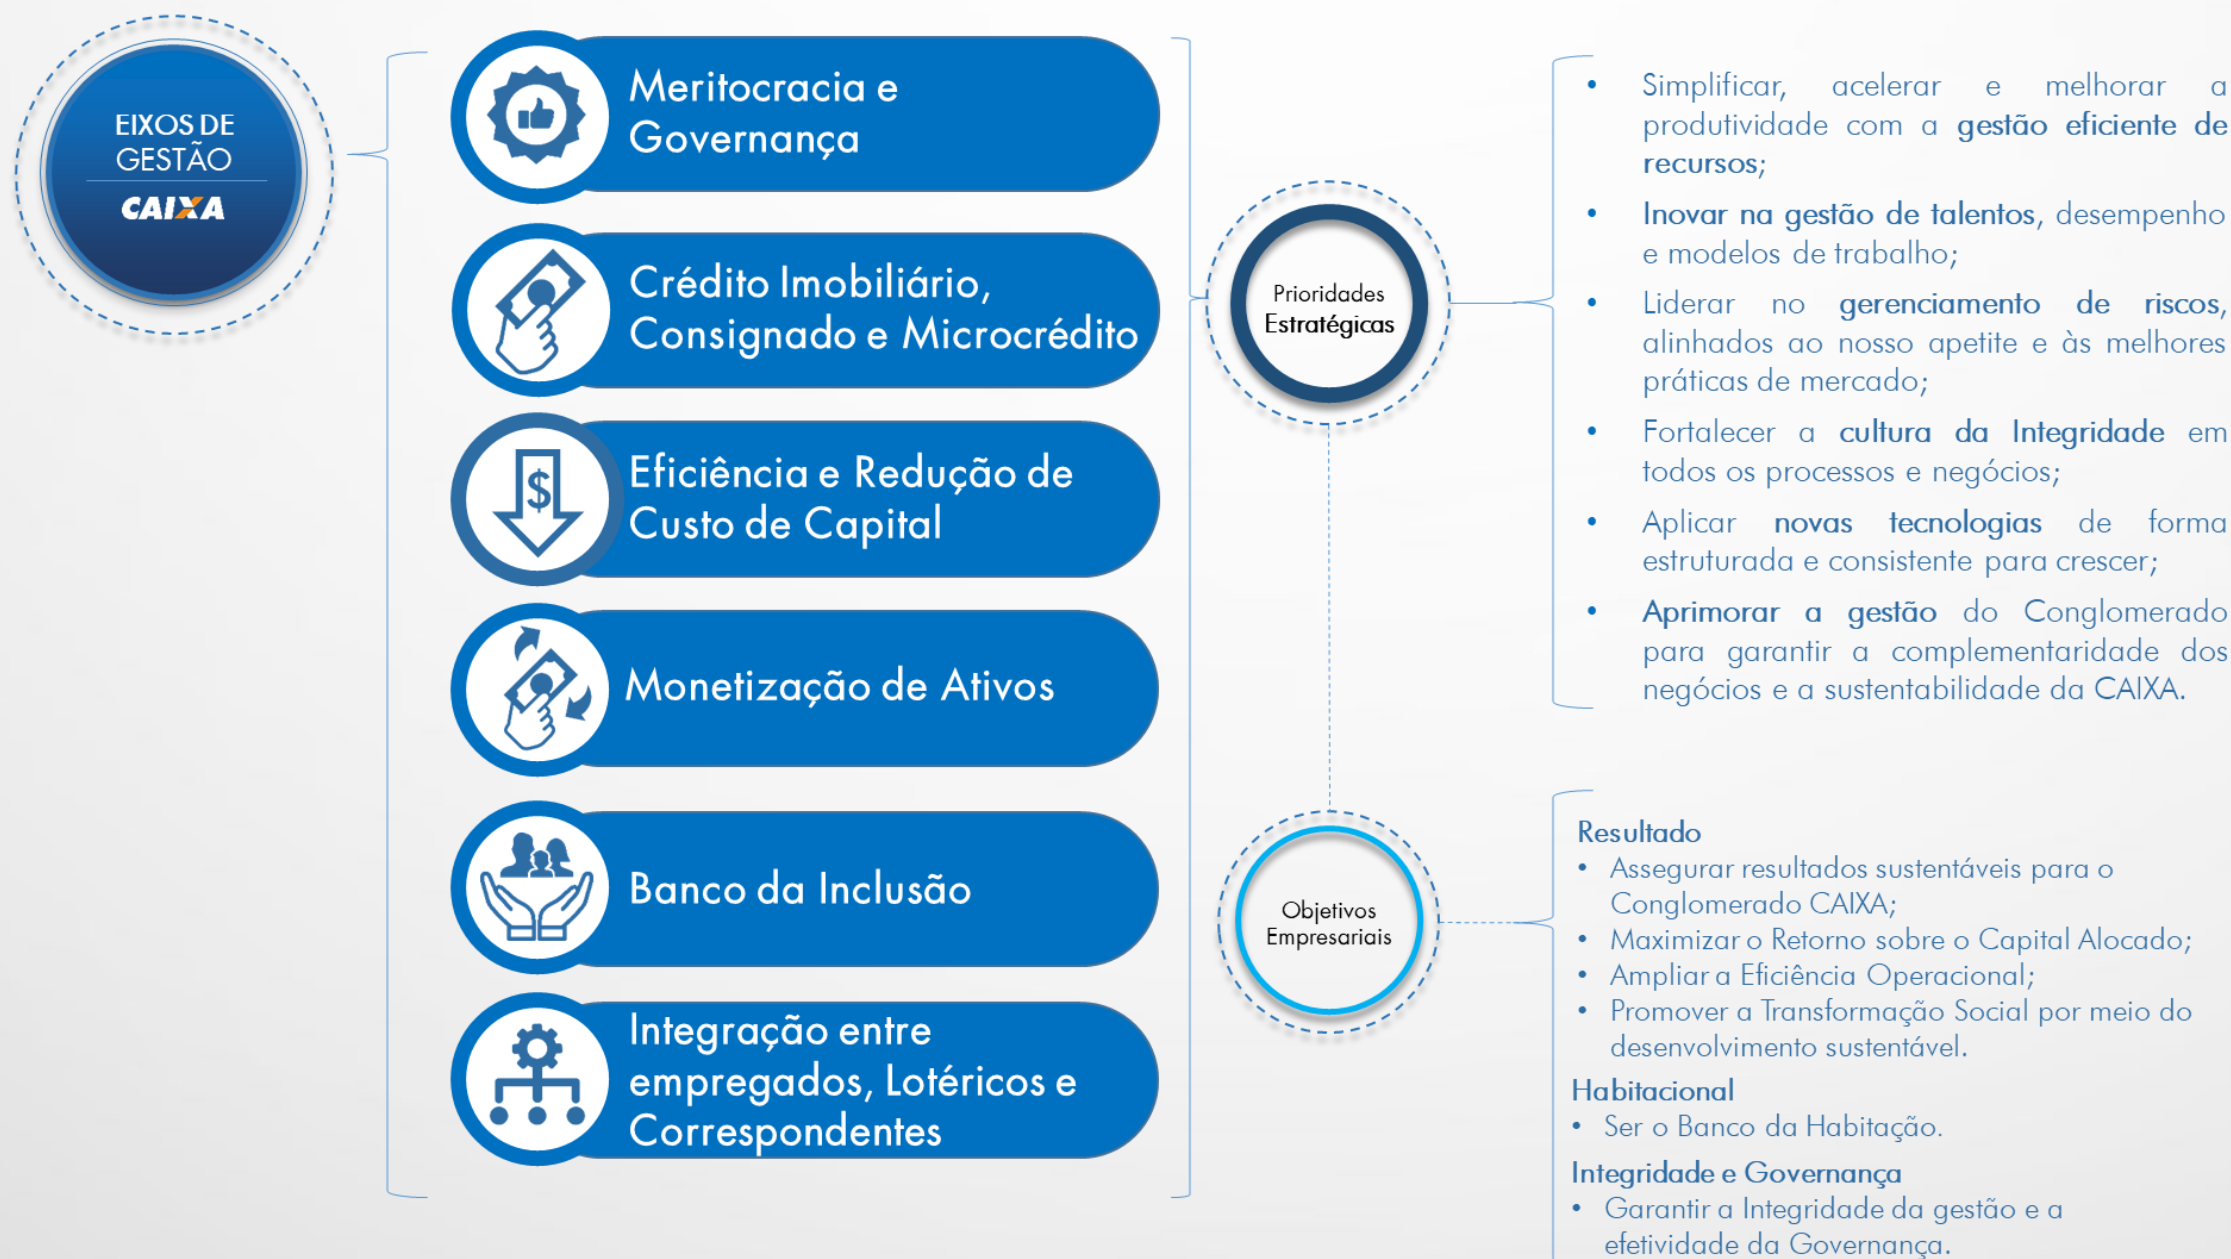 EIXOS DE
GESTÃO
CAIXA
Meritocracia e
Governança
Crédito Imobiliário,
Consignado e Microcrédito
$
Eficiência e Redução de
Custo de Capital
Monetização de Ativos
Banco da Inclusão
Integração entre
empregados, Lotéricos e
Correspondentes
Prioridades
Estratégicas
• Simplificar, acelerar e melhorar a
produtividade com a gestão eficiente de
recursos;
• Inovar na gestão de talentos, desempenho
e modelos de trabalho;
• Liderar no gerenciamento de riscos,
alinhados ao nosso apetite e às melhores
práticas de mercado;
• Fortalecer a cultura da Integridade em
todos os processos e negócios;
• Aplicar novas tecnologias de forma
estruturada e consistente para crescer;
• Aprimorar a gestão do Conglomerado
para garantir a complementaridade dos
negócios e a sustentabilidade da CAIXA.
Objetivos
Empresariais
Resultado
• Assegurar resultados sustentáveis para o
Conglomerado CAIXA;
• Maximizar o Retorno sobre o Capital Alocado;
• Ampliar a Eficiência Operacional;
• Promover a Transformação Social por meio do
desenvolvimento sustentável.
Habitacional
• Ser o Banco da Habitação.
Integridade e Governança
• Garantir a Integridade da gestão e a
efetividade da Governança.